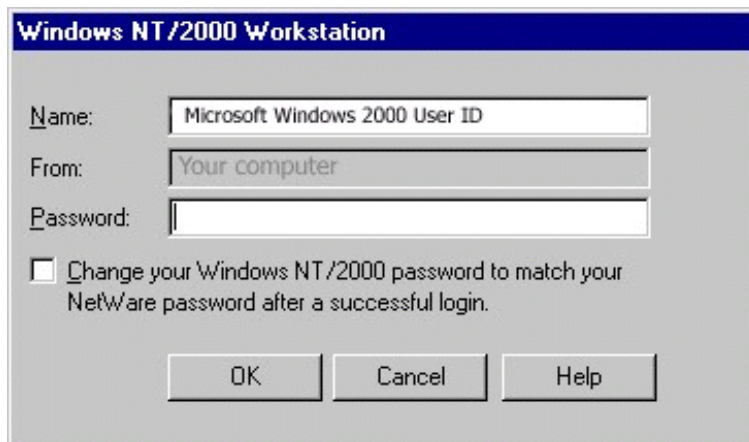 Windows NT/2000 Workstation
Name: Microsoft Windows 2000 User ID
From: Your computer
Password:
Change your Windows NT/2000 password to match your
NetWare password after a successful login.
OK Cancel Help